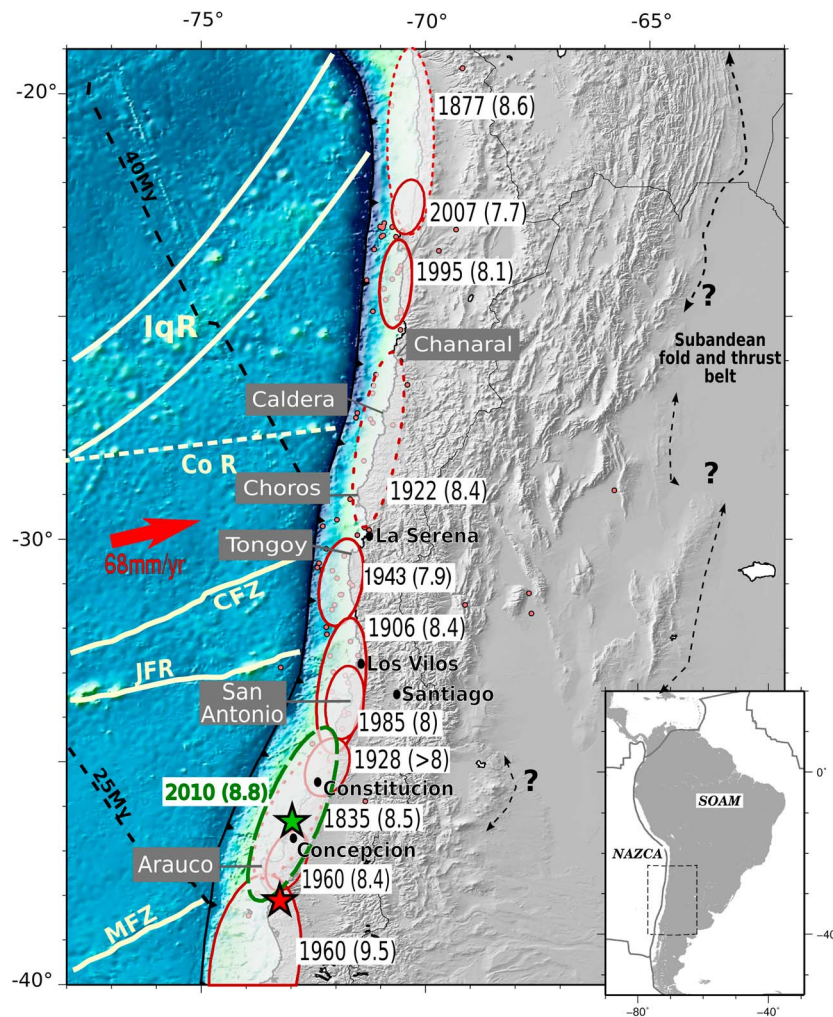 -75°
-70°
-65°
-20°
1877 (8.6)
40My
2007 (7.7)
1995 (8.1)
?
IqR
Chanaral
Subandean
fold and thrust
belt
Caldera
Co R
?
Choros
1922 (8.4)
-30°
La Serena
68mm/yr
Tongoy
1943 (7.9)
CFZ
1906 (8.4)
Los Vilos
JFR
San
Antonio
Santiago
1985 (8)
1928 (>8)
25My
2010 (8.8)
Constitucion
?
1835 (8.5)
Concepcion
Arauco
1960 (8.4)
MFZ
1960 (9.5)
-40°
0°
SOAM
NAZCA
-40
-80°
-40°